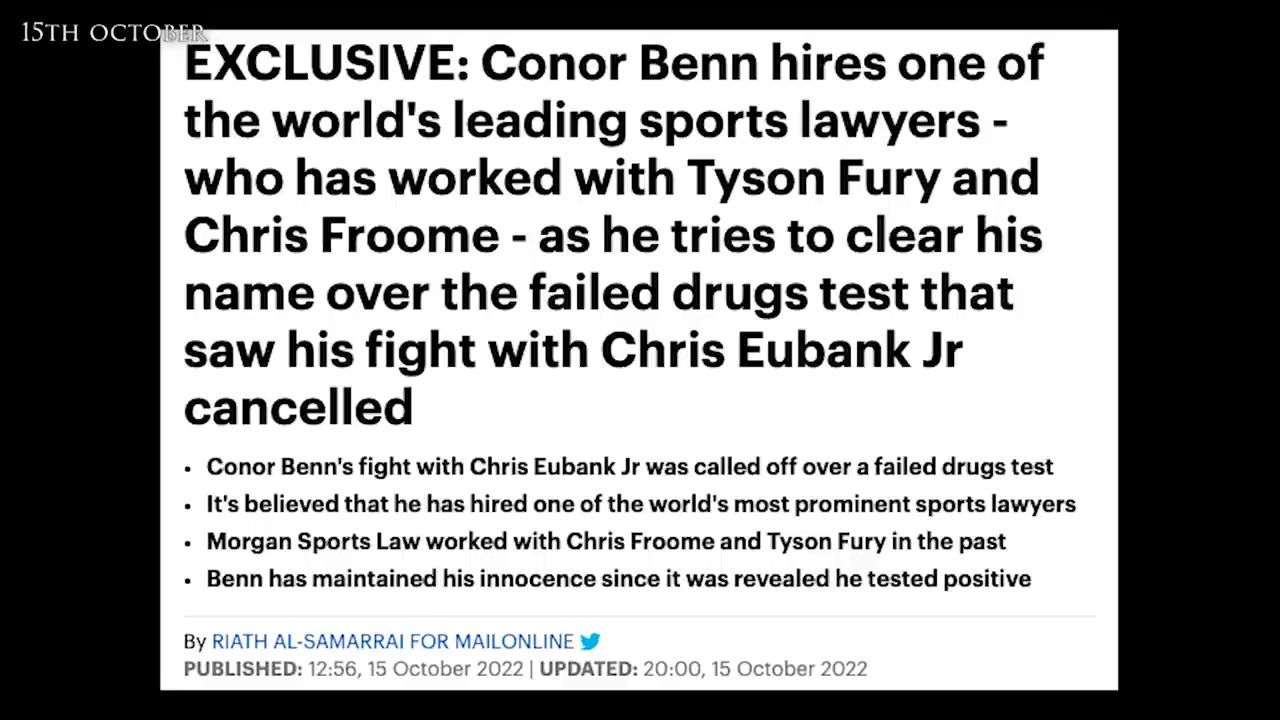 15TH OCTOBER
EXCLUSIVE: Conor Benn hires one of
the world's leading sports lawyers -
who has worked with Tyson Fury and
Chris Froome - as he tries to clear his
name over the failed drugs test that
saw his fight with Chris Eubank Jr
cancelled
• Conor Benn's fight with Chris Eubank Jr was called off over a failed drugs test
• It's believed that he has hired one of the world's most prominent sports lawyers
• Morgan Sports Law worked with Chris Froome and Tyson Fury in the past
• Benn has maintained his innocence since it was revealed he tested positive
By RIATH AL-SAMARRAI FOR MAILONLINE
PUBLISHED: 12:56, 15 October 2022 | UPDATED: 20:00, 15 October 2022